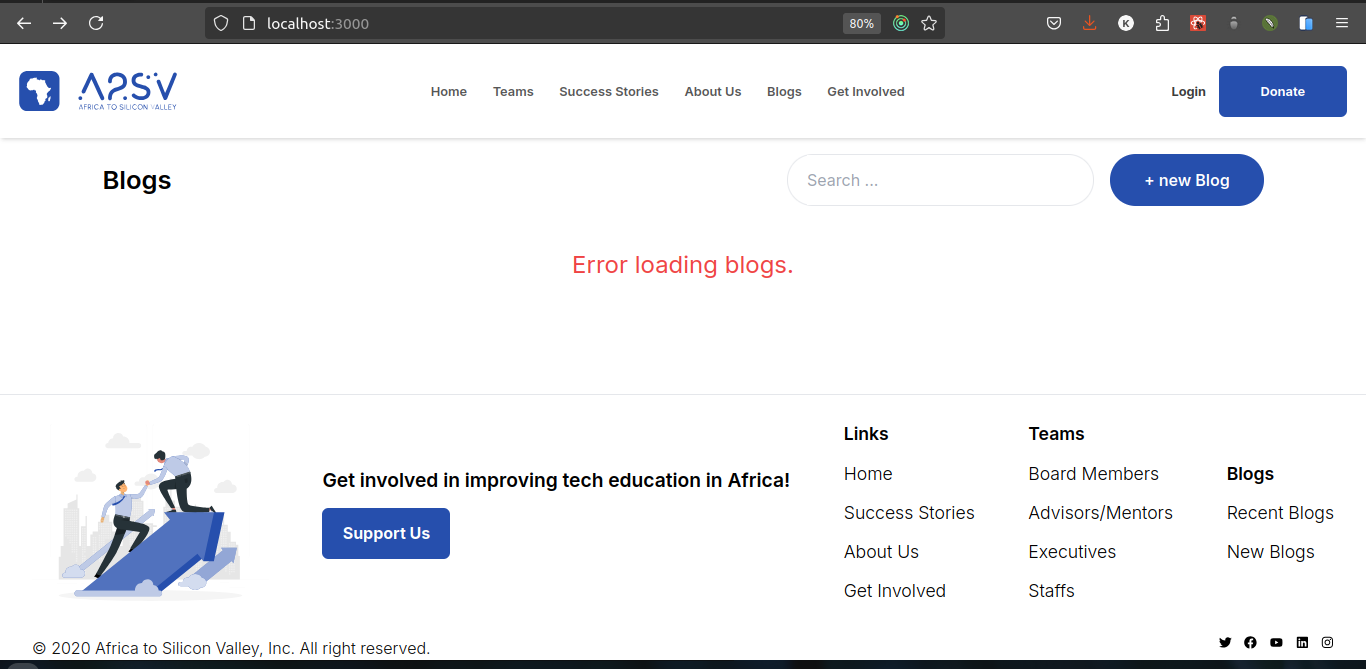 localhost:3000
80%
K
A2SV
AFRICA TO SILICON VALLEY
Home Teams Success Stories About Us Blogs Get Involved
Login Donate
Blogs
Search ...
+ new Blog
Error loading blogs.
Get involved in improving tech education in Africa!
Support Us
Links
Home
Success Stories
About Us
Get Involved
Teams
Board Members
Advisors/Mentors
Executives
Staffs
Blogs
Recent Blogs
New Blogs
© 2020 Africa to Silicon Valley, Inc. All right reserved.